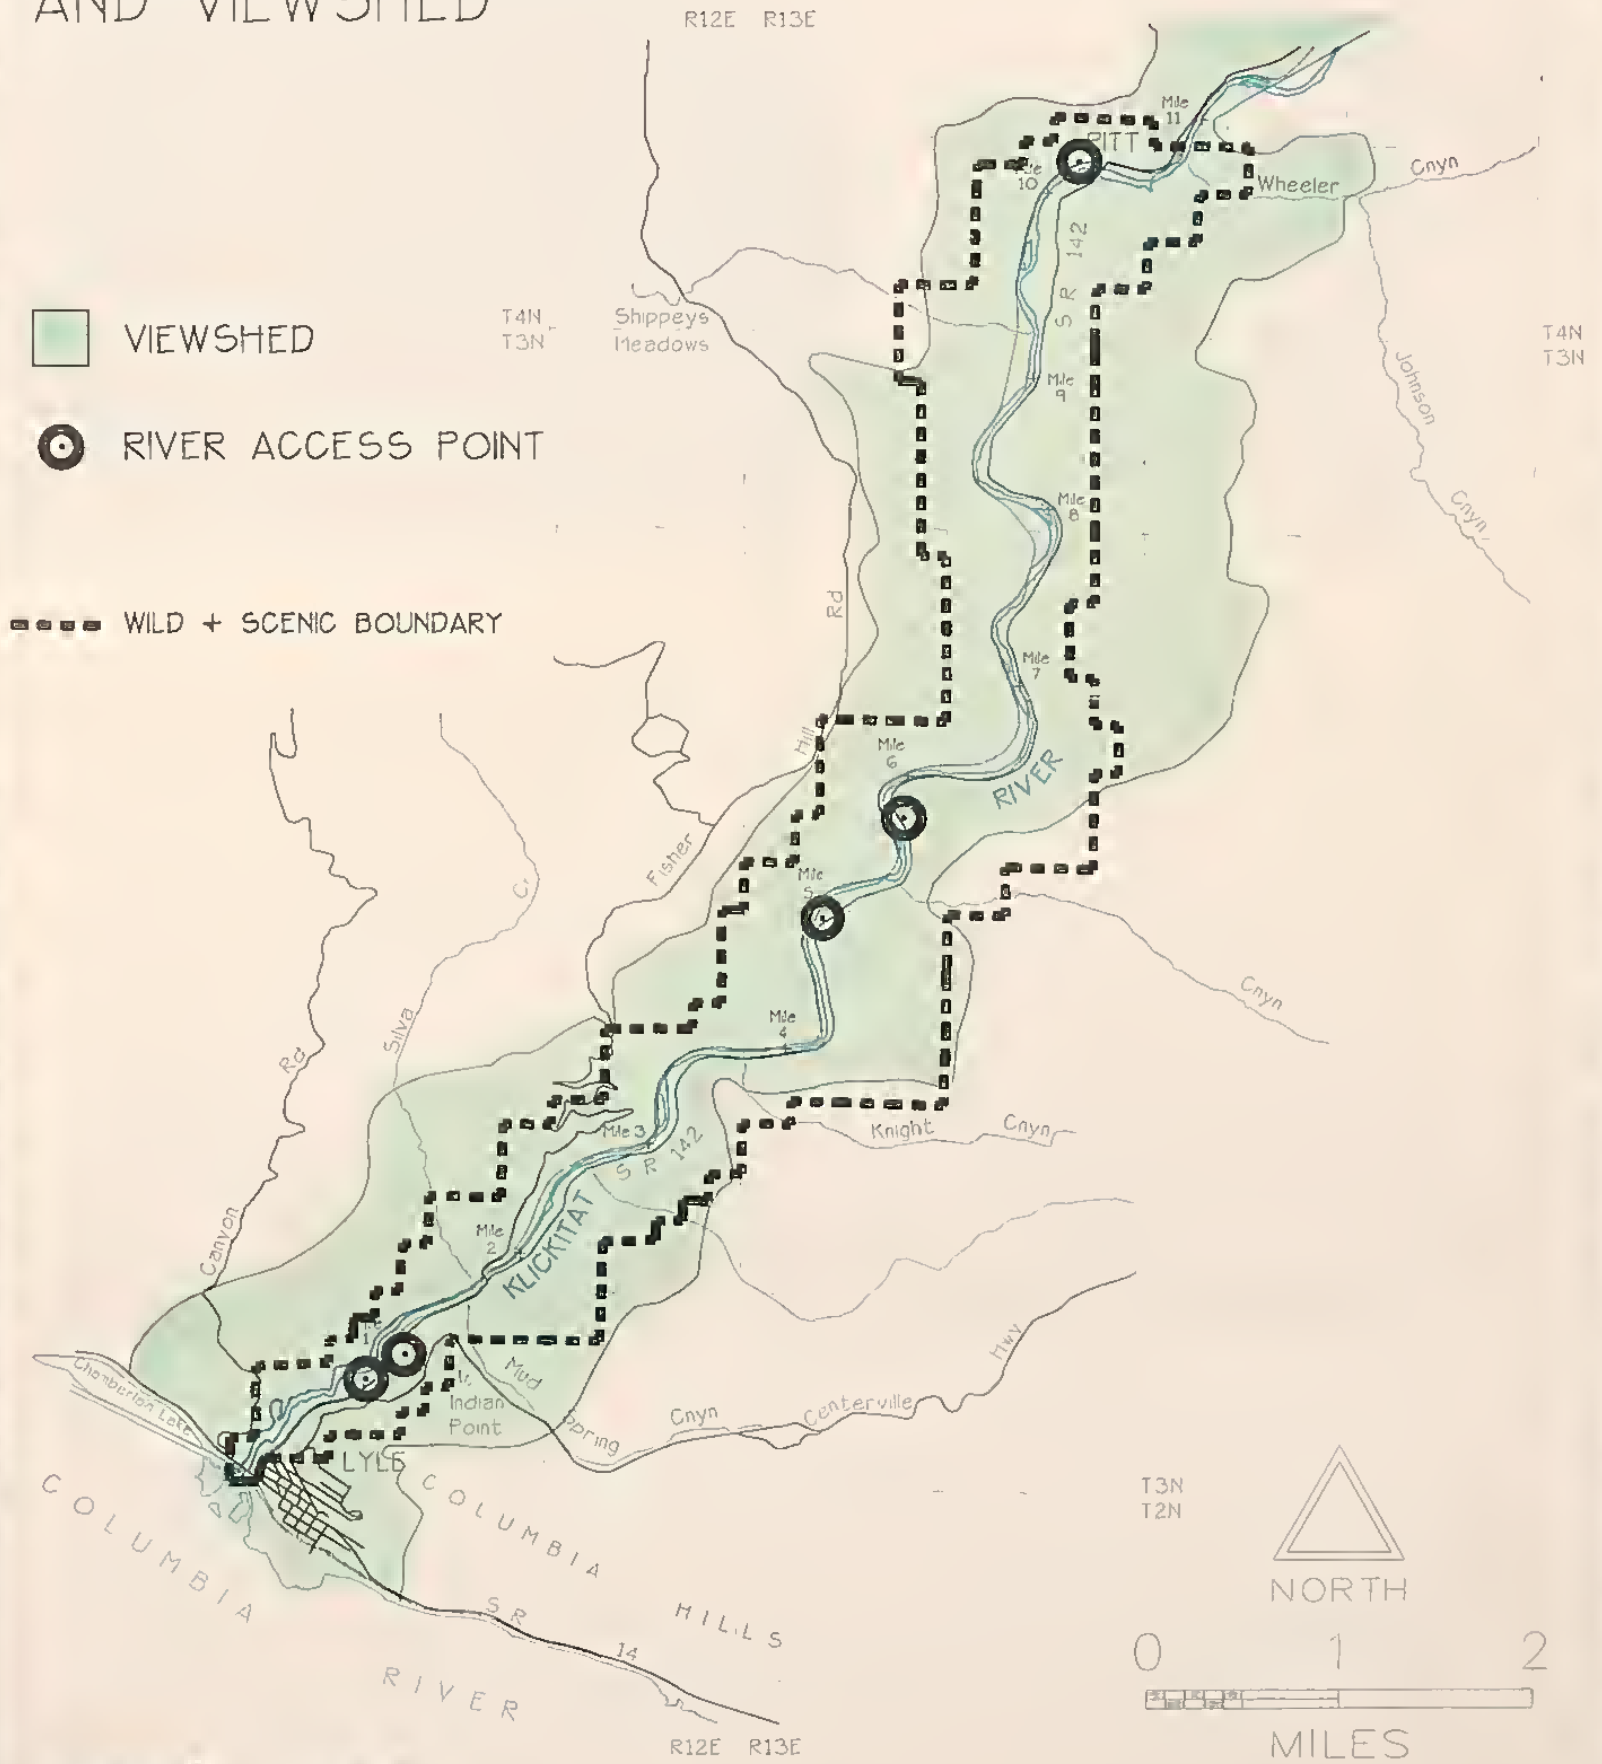 AND VIEWSHED
R12E R13E
Mile
11
PITT
10
Wheeler
Cnyn
SR 142
VIEWSHED
T4N
T3N
Shippeys
Meadows
T4N
T3N
Mile
9
Johnson
Cnyn
RIVER ACCESS POINT
Mile
8
WILD + SCENIC BOUNDARY
Rd
Mile
7
Hill
Mile
6
RIVER
Fisher
Mile
5
Cr
Cnyn
Silva
Mile
4
Rd
Mile 3
SR 142
Knight
Cnyn
Mile
2
KLICKITAT
Canyon
1
Mud
Hwy
Chamberlain Lake
Indian
Point
Spring
Cnyn
Centerville
LYLE
COLUMBIA
COLUMBIA
HILLS
T3N
T2N
NORTH
SR
14
RIVER
0 1 2
MILES
R12E R13E